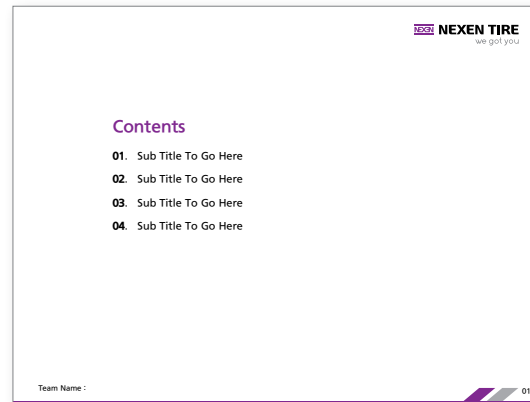 NEXEN NEXEN TIRE
we got you
Contents
01. Sub Title To Go Here
02. Sub Title To Go Here
03. Sub Title To Go Here
04. Sub Title To Go Here
Team Name :
01